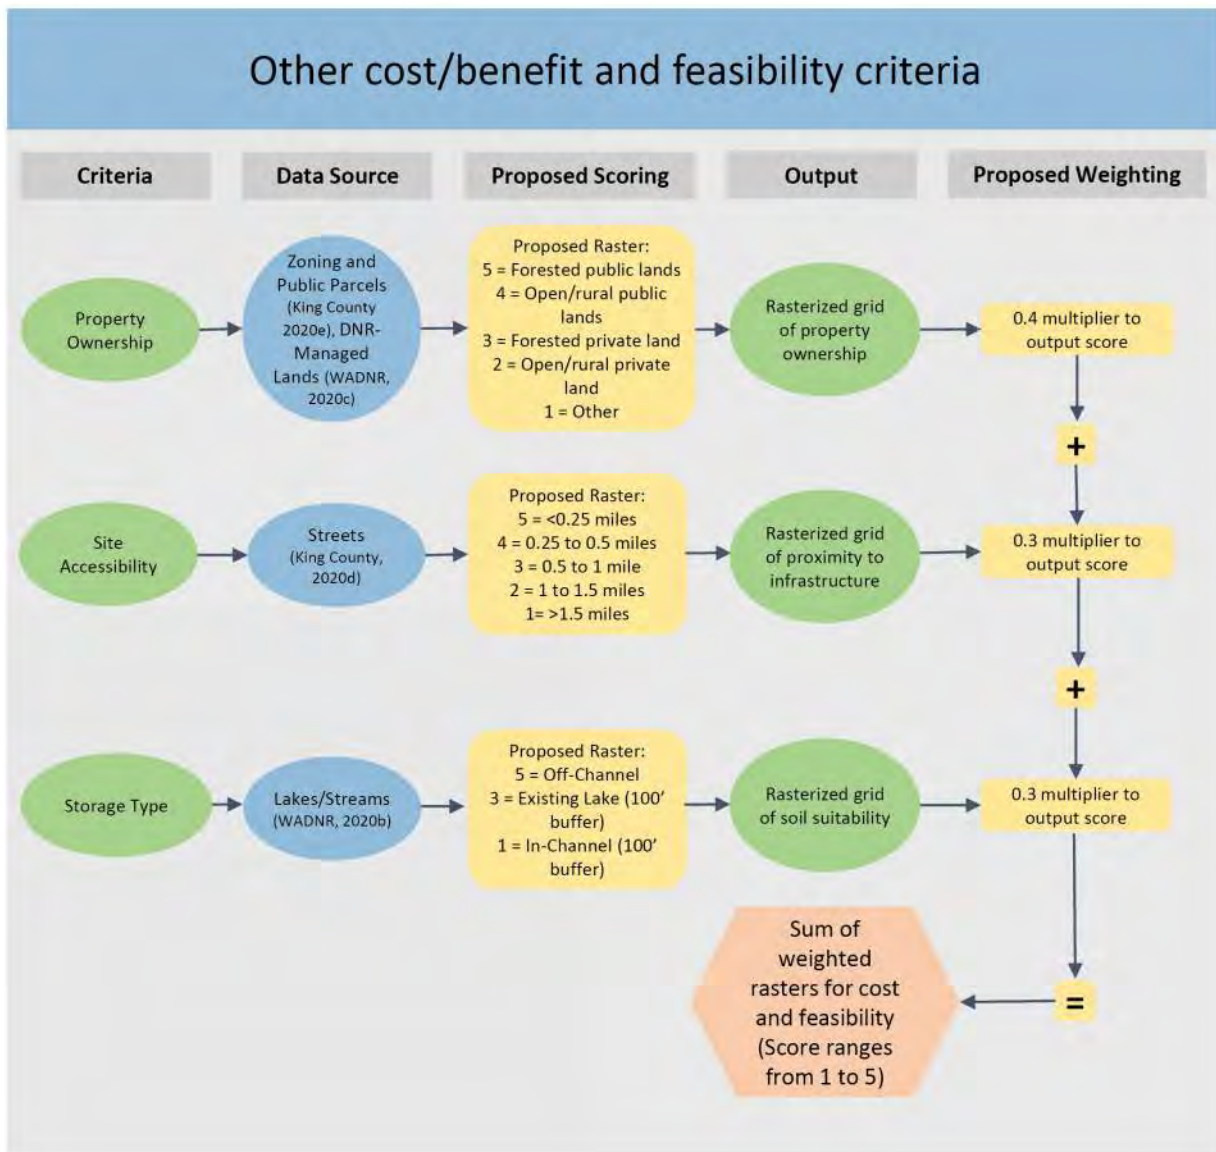 Other cost/benefit and feasibility criteria
Criteria
Data Source
Proposed Scoring
Output
Proposed Weighting
Property
Ownership
Zoning and
Public Parcels
(King County
2020e), DNR-
Managed
Lands (WADNR,
2020c)
Proposed Raster:
5 = Forested public lands
4 = Open/rural public
lands
3 = Forested private land
2 = Open/rural private
land
1 = Other
Rasterized grid
of property
ownership
0.4 multiplier to
output score
+
Site
Accessibility
Streets
(King County,
2020d)
Proposed Raster:
5 = <0.25 miles
4 = 0.25 to 0.5 miles
3 = 0.5 to 1 mile
2 = 1 to 1.5 miles
1= >1.5 miles
Rasterized grid
of proximity to
infrastructure
0.3 multiplier to
output score
+
Storage Type
Lakes/Streams
(WADNR, 2020b)
Proposed Raster:
5 = Off-Channel
3 = Existing Lake (100’
buffer)
1 = In-Channel (100’
buffer)
Rasterized grid
of soil suitability
0.3 multiplier to
output score
=
Sum of
weighted
rasters for cost
and feasibility
(Score ranges
from 1 to 5)